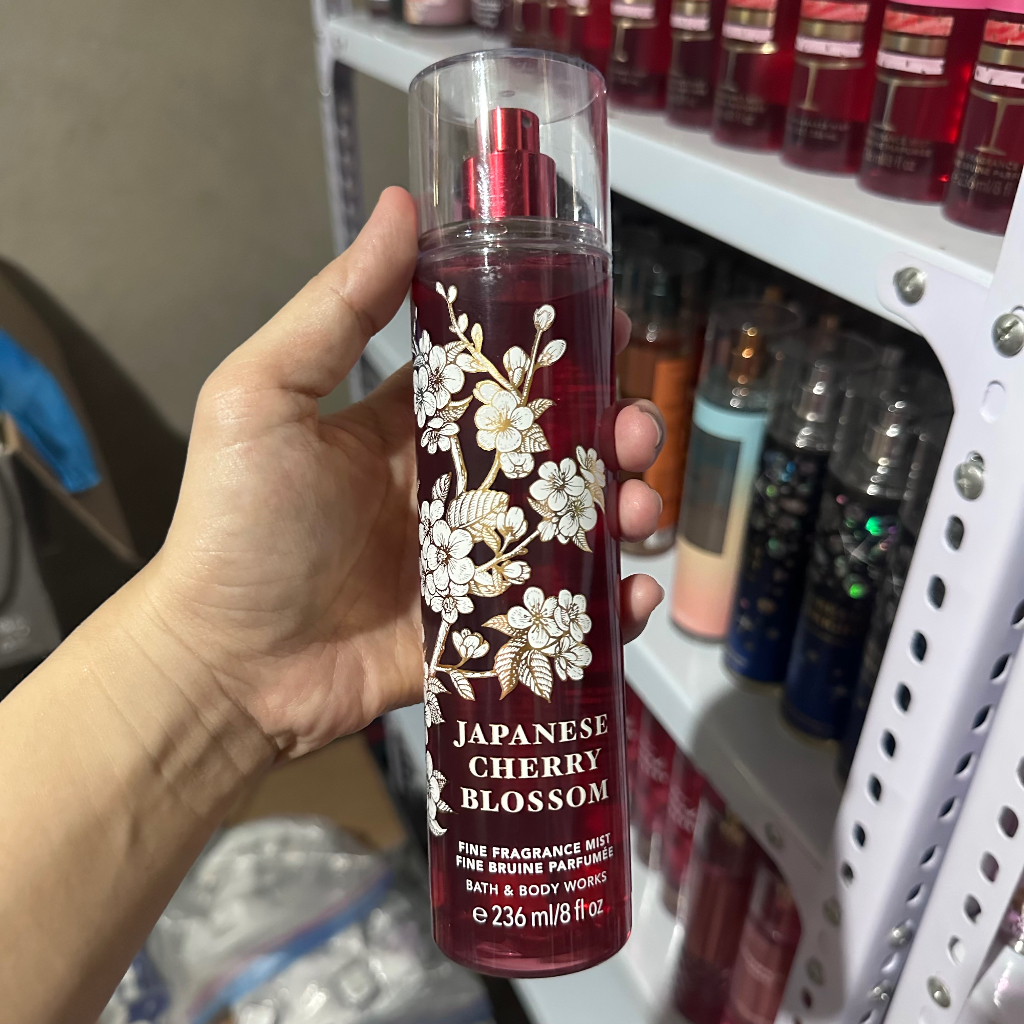 JAPANESE
CHERRY
BLOSSOM
FINE FRAGRANCE MIST
FINE BRUINE PARFUMÉE
BATH & BODY WORKS
e 236 ml/8 fl oz